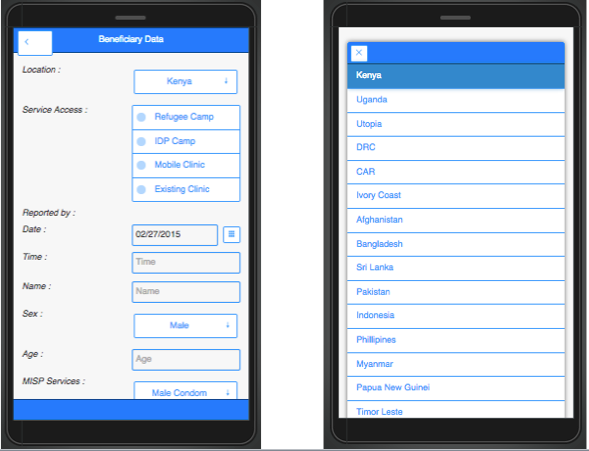 Beneficiary Data
Location :
Kenya
Service Access :
Refugee Camp
IDP Camp
Mobile Clinic
Existing Clinic
Reported by :
Date :
02/27/2015
Time :
Time
Name :
Name
Sex :
Male
Age :
Age
MISP Services :
Male Condom
Kenya
Uganda
Utopia
DRC
CAR
Ivory Coast
Afghanistan
Bangladesh
Sri Lanka
Pakistan
Indonesia
Phillipines
Myanmar
Papua New Guinei
Timor Leste